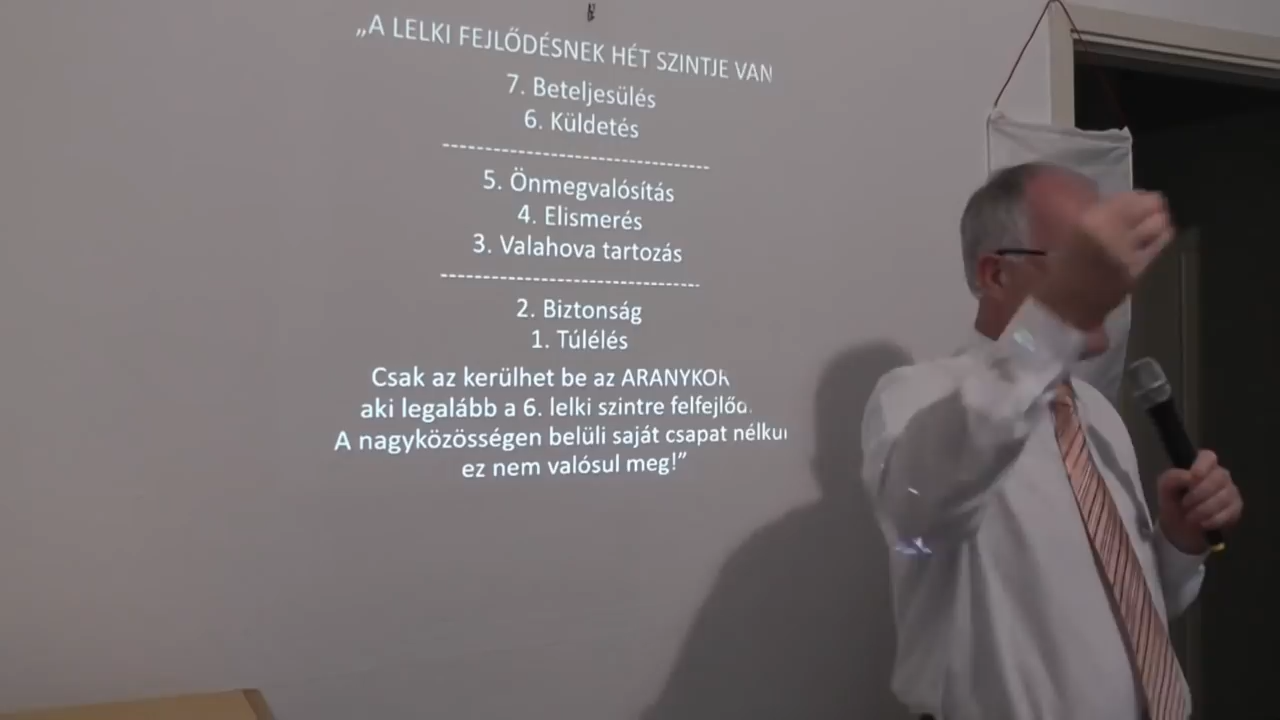 „A LELKI FEJLŐDÉSNEK HÉT SZINTJE VAN
7. Beteljesülés
6. Küldetés
--------------------------------
5. Önmegvalósítás
4. Elismerés
3. Valahova tartozás
--------------------------------
2. Biztonság
1. Túlélés
Csak az kerülhet be az
aki legalább a 6. lelki szintre
A nagyközösségen belüli saját csapat
ez nem valósul meg!”